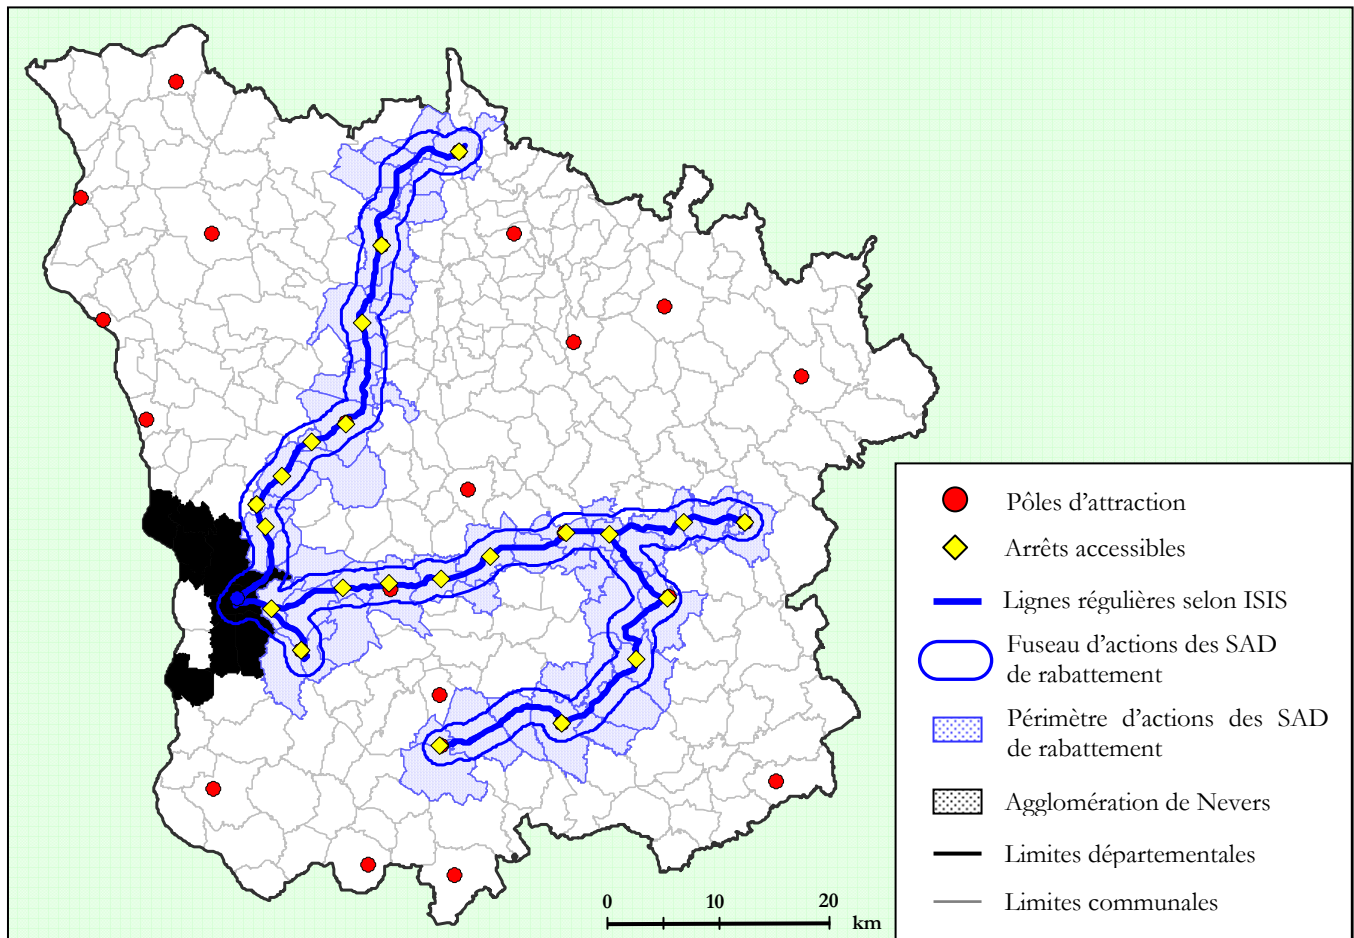 Pôles d'attraction
Arrêts accessibles
Lignes régulières selon ISIS
Fuseau d'actions des SAD
de rabattement
Périmètre d'actions des SAD
de rabattement
Agglomération de Nevers
Limites départementales
Limites communales
0 10 20
km